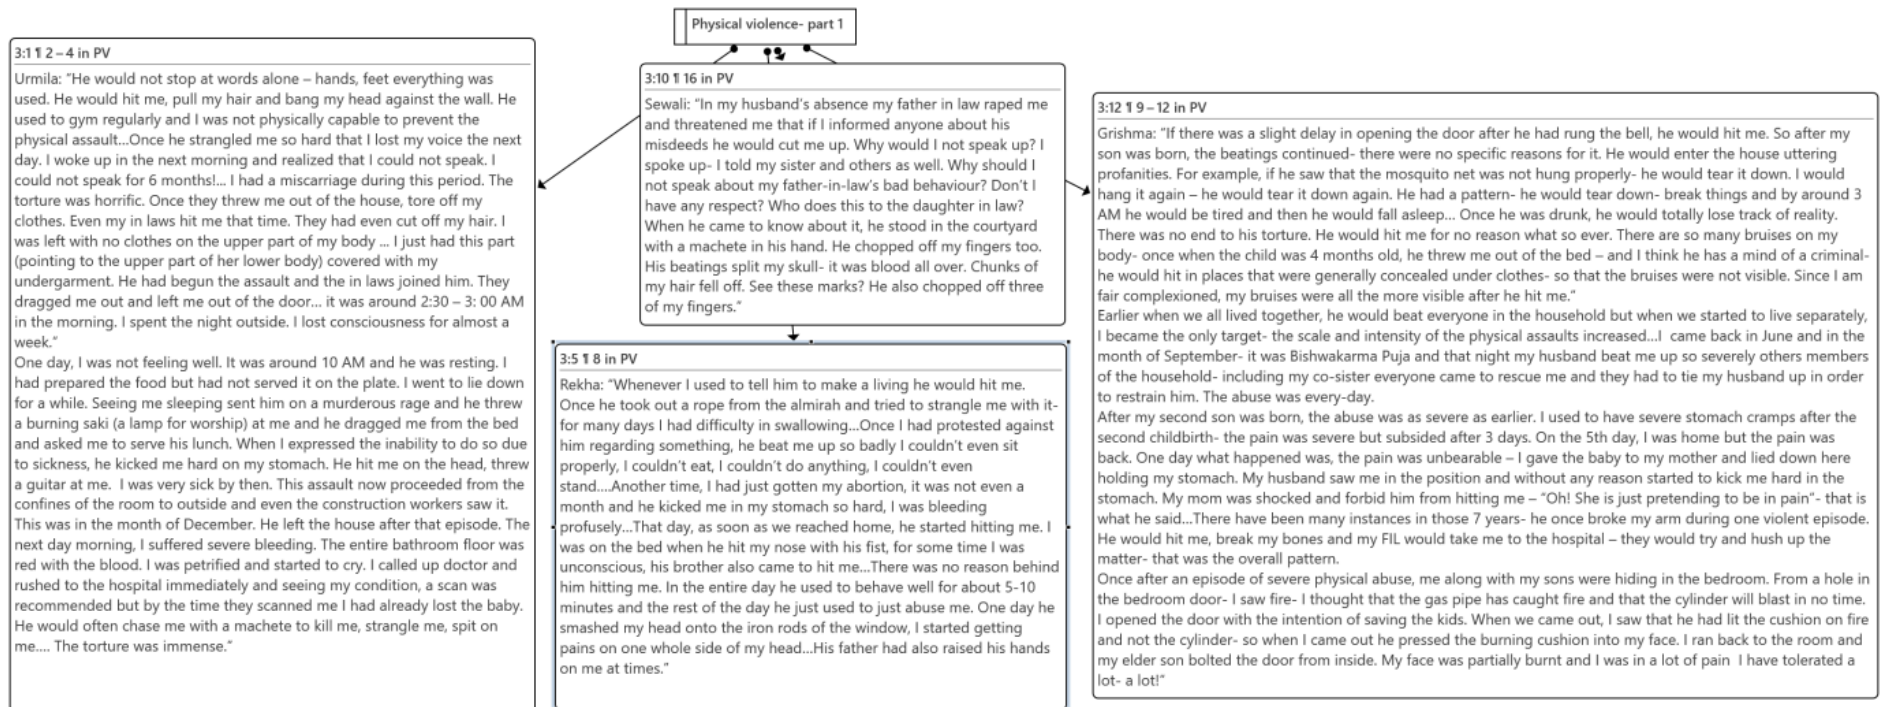 Physical violence- part 1
3:1 ¶ 2 – 4 in PV
Urmila: “He would not stop at words alone – hands, feet everything was
used. He would hit me, pull my hair and bang my head against the wall. He
used to gym regularly and I was not physically capable to prevent the
physical assault...Once he strangled me so hard that I lost my voice the next
day. I woke up in the next morning and realized that I could not speak. I
could not speak for 6 months!... I had a miscarriage during this period. The
torture was horrific. Once they threw me out of the house, tore off my
clothes. Even my in laws hit me that time. They had even cut off my hair. I
was left with no clothes on the upper part of my body ... I just had this part
(pointing to the upper part of her lower body) covered with my
undergarment. He had begun the assault and the in laws joined him. They
dragged me out and left me out of the door... it was around 2:30 – 3: 00 AM
in the morning. I spent the night outside. I lost consciousness for almost a
week.”
One day, I was not feeling well. It was around 10 AM and he was resting. I
had prepared the food but had not served it on the plate. I went to lie down
for a while. Seeing me sleeping sent him on a murderous rage and he threw
a burning saki (a lamp for worship) at me and he dragged me from the bed
and asked me to serve his lunch. When I expressed the inability to do so due
to sickness, he kicked me hard on my stomach. He hit me on the head, threw
a guitar at me.  I was very sick by then. This assault now proceeded from the
confines of the room to outside and even the construction workers saw it.
This was in the month of December. He left the house after that episode. The
next day morning, I suffered severe bleeding. The entire bathroom floor was
red with the blood. I was petrified and started to cry. I called up doctor and
rushed to the hospital immediately and seeing my condition, a scan was
recommended but by the time they scanned me I had already lost the baby.
He would often chase me with a machete to kill me, strangle me, spit on
me.... The torture was immense.”
3:10 ¶ 16 in PV
Sewali: “In my husband’s absence my father in law raped me
and threatened me that if I informed anyone about his
misdeeds he would cut me up. Why would I not speak up? I
spoke up- I told my sister and others as well. Why should I
not speak about my father-in-law’s bad behaviour? Don’t I
have any respect? Who does this to the daughter in law?
When he came to know about it, he stood in the courtyard
with a machete in his hand. He chopped off my fingers too.
His beatings split my skull- it was blood all over. Chunks of
my hair fell off. See these marks? He also chopped off three
of my fingers.”
3:5 ¶ 8 in PV
Rekha: “Whenever I used to tell him to make a living he would hit me.
Once he took out a rope from the almirah and tried to strangle me with it-
for many days I had difficulty in swallowing...Once I had protested against
him regarding something, he beat me up so badly I couldn’t even sit
properly, I couldn’t eat, I couldn’t do anything, I couldn’t even
stand....Another time, I had just gotten my abortion, it was not even a
month and he kicked me in my stomach so hard, I was bleeding
profusely...That day, as soon as we reached home, he started hitting me. I
was on the bed when he hit my nose with his fist, for some time I was
unconscious, his brother also came to hit me...There was no reason behind
him hitting me. In the entire day he used to behave well for about 5-10
minutes and the rest of the day he just used to just abuse me. One day he
smashed my head onto the iron rods of the window, I started getting
pains on one whole side of my head...His father had also raised his hands
on me at times.”
3:12 ¶ 9 – 12 in PV
Grishma: “If there was a slight delay in opening the door after he had rung the bell, he would hit me. So after my
son was born, the beatings continued- there were no specific reasons for it. He would enter the house uttering
profanities. For example, if he saw that the mosquito net was not hung properly- he would tear it down. I would
hang it again – he would tear it down again. He had a pattern- he would tear down- break things and by around 3
AM he would be tired and then he would fall asleep... Once he was drunk, he would totally lose track of reality.
There was no end to his torture. He would hit me for no reason what so ever. There are so many bruises on my
body- once when the child was 4 months old, he threw me out of the bed – and I think he has a mind of a criminal-
he would hit in places that were generally concealed under clothes- so that the bruises were not visible. Since I am
fair complexioned, my bruises were all the more visible after he hit me.”
Earlier when we all lived together, he would beat everyone in the household but when we started to live separately,
I became the only target- the scale and intensity of the physical assaults increased...I  came back in June and in the
month of September- it was Bishwakarma Puja and that night my husband beat me up so severely others members
of the household- including my co-sister everyone came to rescue me and they had to tie my husband up in order
to restrain him. The abuse was every-day.
After my second son was born, the abuse was as severe as earlier. I used to have severe stomach cramps after the
second childbirth- the pain was severe but subsided after 3 days. On the 5th day, I was home but the pain was
back. One day what happened was, the pain was unbearable – I gave the baby to my mother and lied down here
holding my stomach. My husband saw me in the position and without any reason started to kick me hard in the
stomach. My mom was shocked and forbid him from hitting me – “Oh! She is just pretending to be in pain”- that is
what he said...There have been many instances in those 7 years- he once broke my arm during one violent episode.
He would hit me, break my bones and my FIL would take me to the hospital – they would try and hush up the
matter- that was the overall pattern.
Once after an episode of severe physical abuse, me along with my sons were hiding in the bedroom. From a hole in
the bedroom door- I saw fire- I thought that the gas pipe has caught fire and that the cylinder will blast in no time.
I opened the door with the intention of saving the kids. When we came out, I saw that he had lit the cushion on fire
and not the cylinder- so when I came out he pressed the burning cushion into my face. I ran back to the room and
my elder son bolted the door from inside. My face was partially burnt and I was in a lot of pain  I have tolerated a
lot- a lot!”